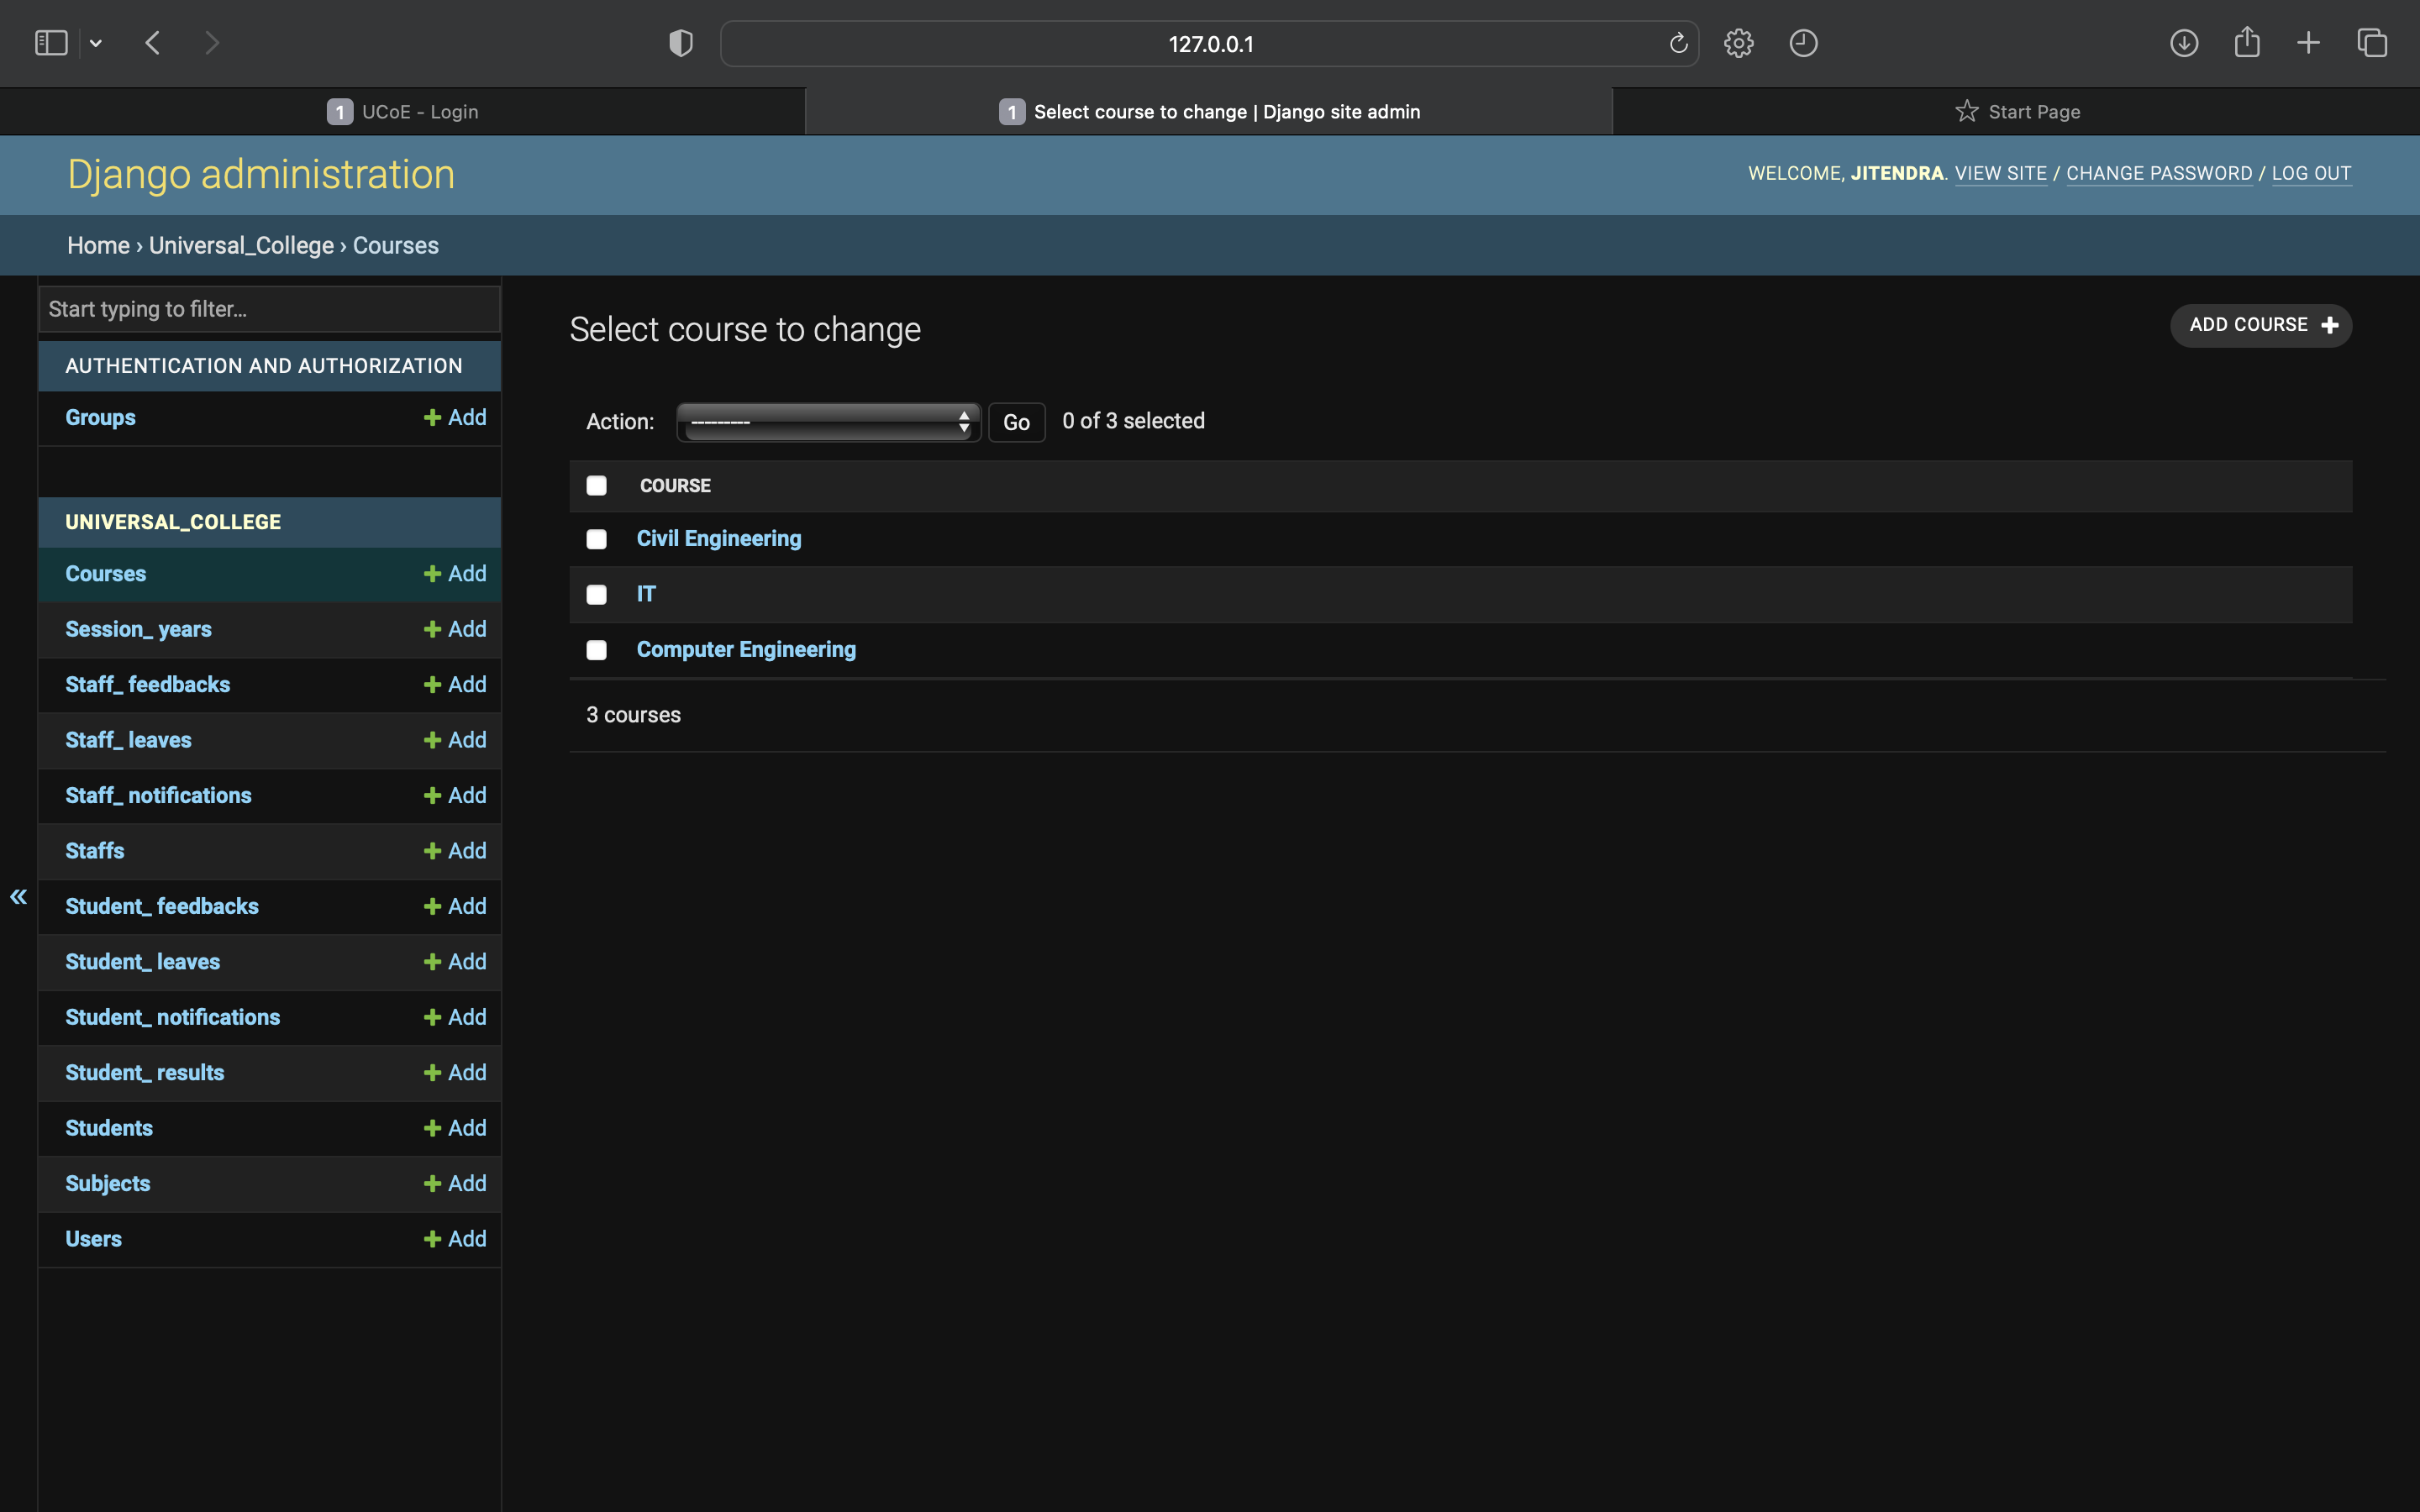 127.0.0.1
1 UCoE - Login
1 Select course to change | Django site admin
Start Page
Django administration
WELCOME, JITENDRA. VIEW SITE / CHANGE PASSWORD / LOG OUT
Home › Universal_College › Courses
Start typing to filter...
AUTHENTICATION AND AUTHORIZATION
Groups + Add
UNIVERSAL_COLLEGE
Courses + Add
Session_ years + Add
Staff_ feedbacks + Add
Staff_ leaves + Add
Staff_ notifications + Add
Staffs + Add
Student_ feedbacks + Add
Student_ leaves + Add
Student_ notifications + Add
Student_ results + Add
Students + Add
Subjects + Add
Users + Add
«
Select course to change
ADD COURSE +
Action: --------- Go 0 of 3 selected
COURSE
Civil Engineering
IT
Computer Engineering
3 courses